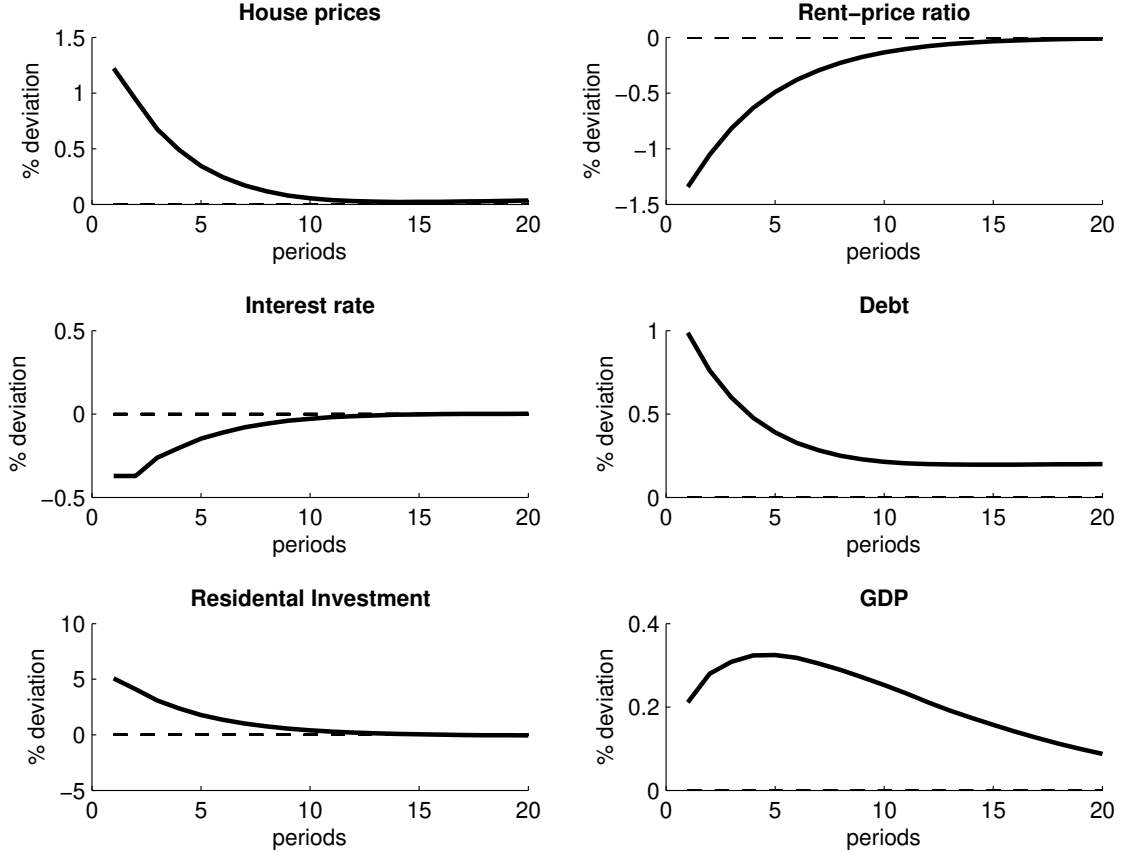 House prices
1.5
1
0.5
0
% deviation
0 5 10 15 20
periods
Rent−price ratio
0
−0.5
−1
−1.5
% deviation
0 5 10 15 20
periods
Interest rate
0.5
0
−0.5
% deviation
0 5 10 15 20
periods
Debt
1
0.5
0
% deviation
0 5 10 15 20
periods
Residental Investment
10
5
0
−5
% deviation
0 5 10 15 20
periods
GDP
0.4
0.2
0
% deviation
0 5 10 15 20
periods